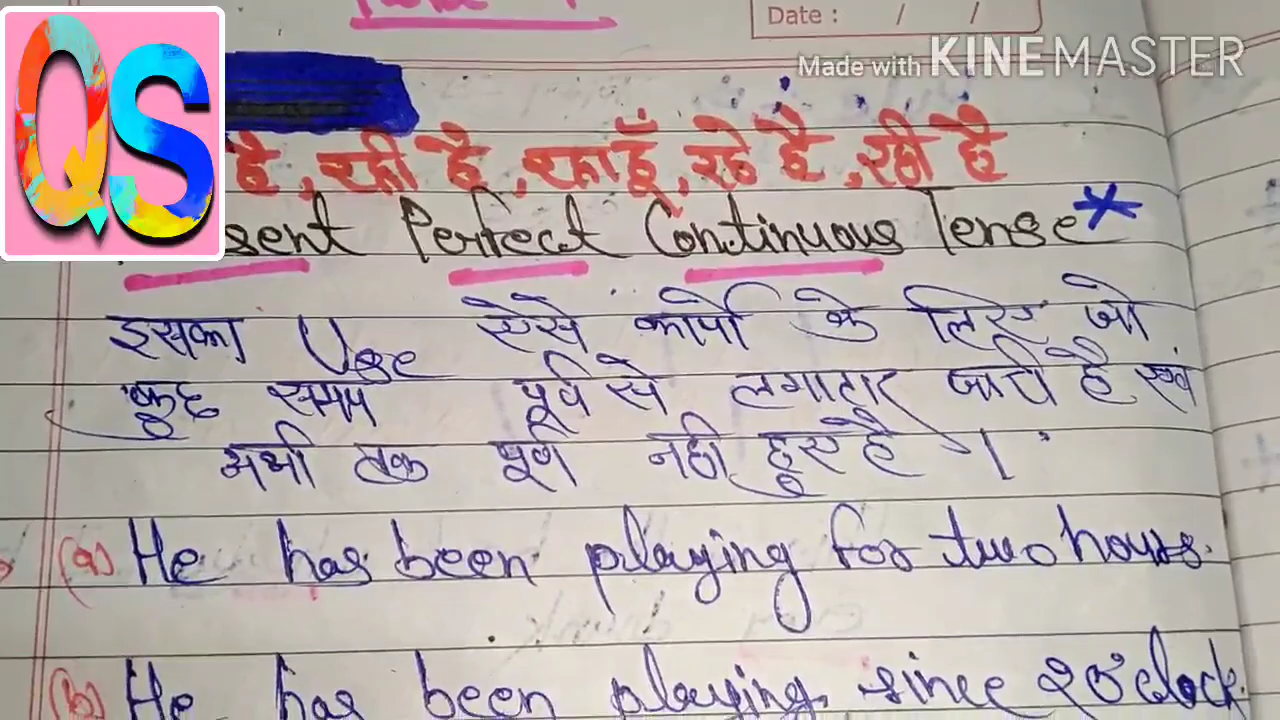 Date : / /
Made with KINEMASTER
QS
है, रही है, रहा हूँ, रहे है, रही है
sent Perfect Continuous Tense*
इसका Use ऐसे कार्यो के लिए जो
कुछ समय पूर्व से लगातार जारी है एवं
अभी तक पूर्ण नही हुए है ।
(a) He has been playing for two hours.
(b) He has been playing since 2 o'clock.